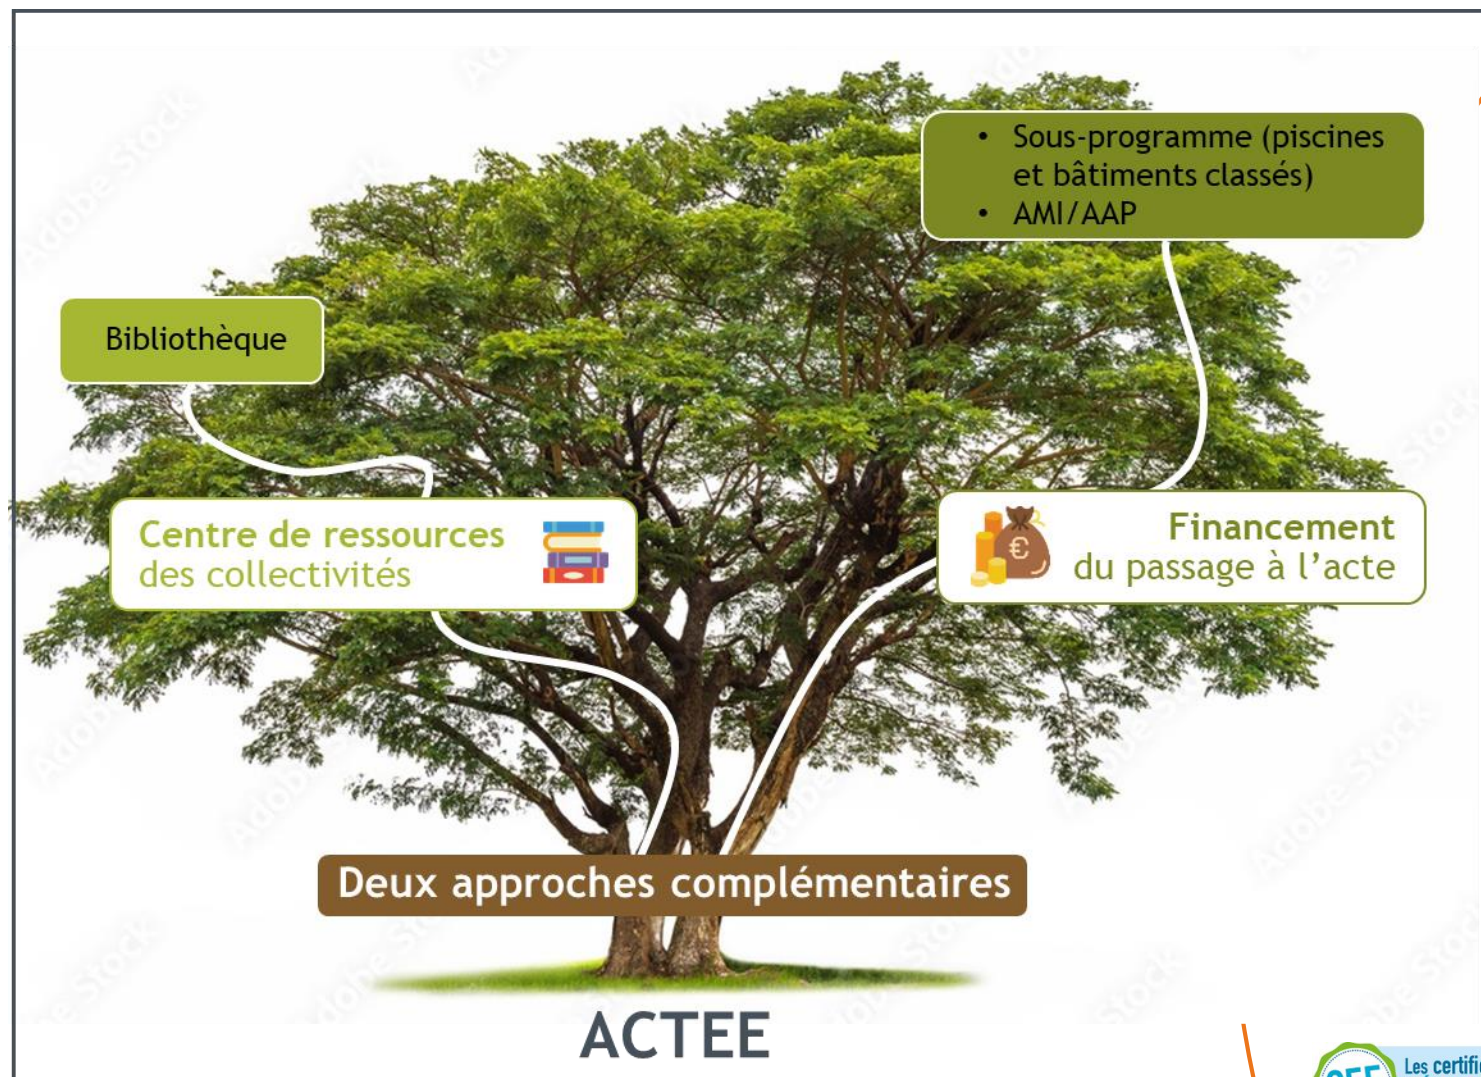 • Sous-programme (piscines
et bâtiments classés)
• AMI/AAP
Bibliothèque
Centre de ressources
des collectivités
Financement
du passage à l'acte
€
Deux approches complémentaires
ACTEE
CEE
Les certifi